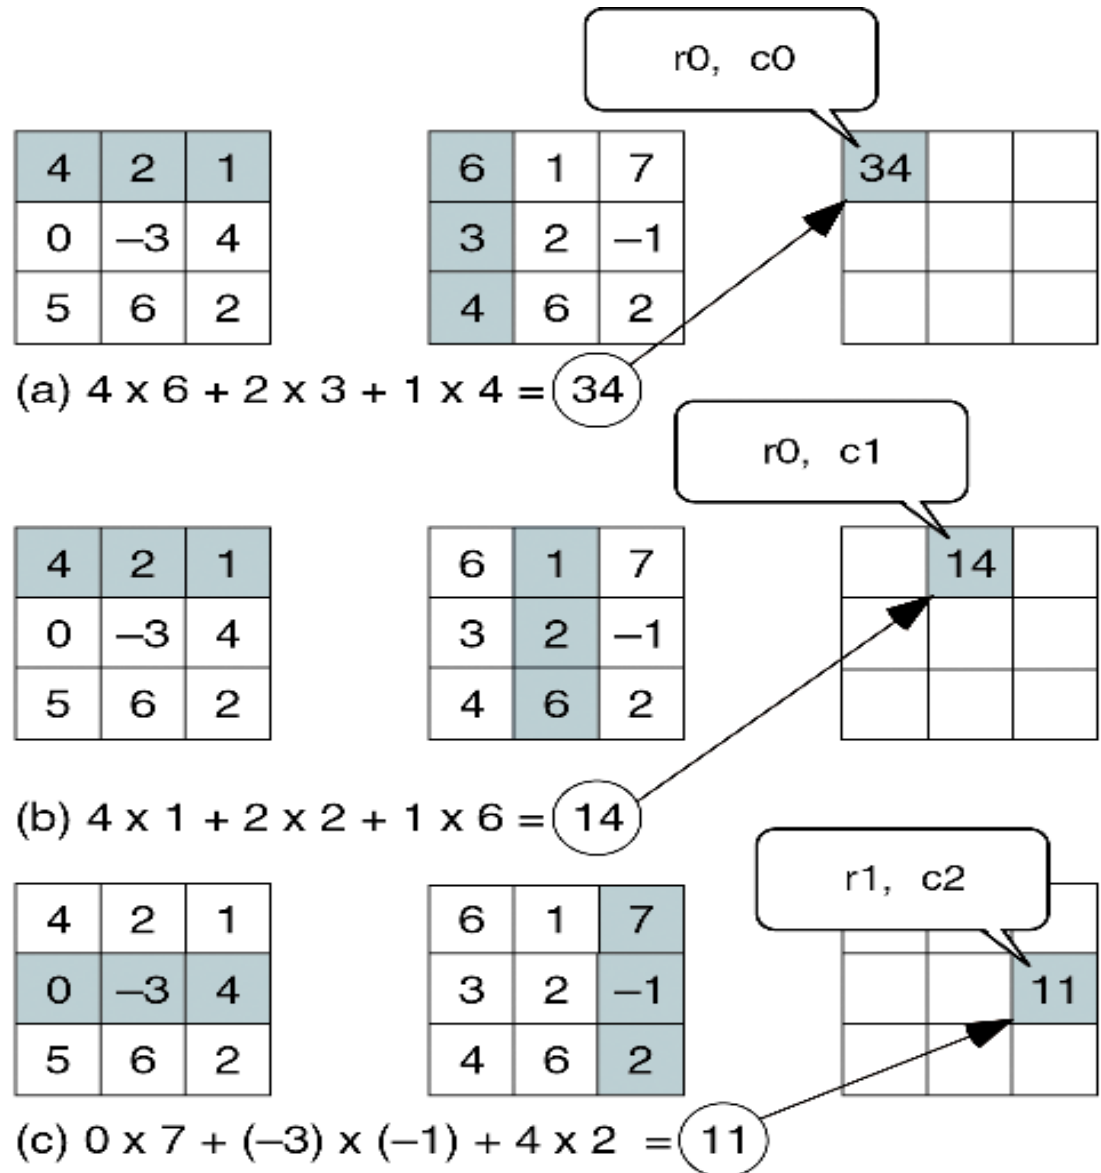 r0, c0
4 2 1 6 1 7 34
0 –3 4 3 2 –1
5 6 2 4 6 2
(a) 4 x 6 + 2 x 3 + 1 x 4 = 34
r0, c1
4 2 1 6 1 7 14
0 –3 4 3 2 –1
5 6 2 4 6 2
(b) 4 x 1 + 2 x 2 + 1 x 6 = 14
r1, c2
4 2 1 6 1 7
0 –3 4 3 2 –1 11
5 6 2 4 6 2
(c) 0 x 7 + (–3) x (–1) + 4 x 2 = 11